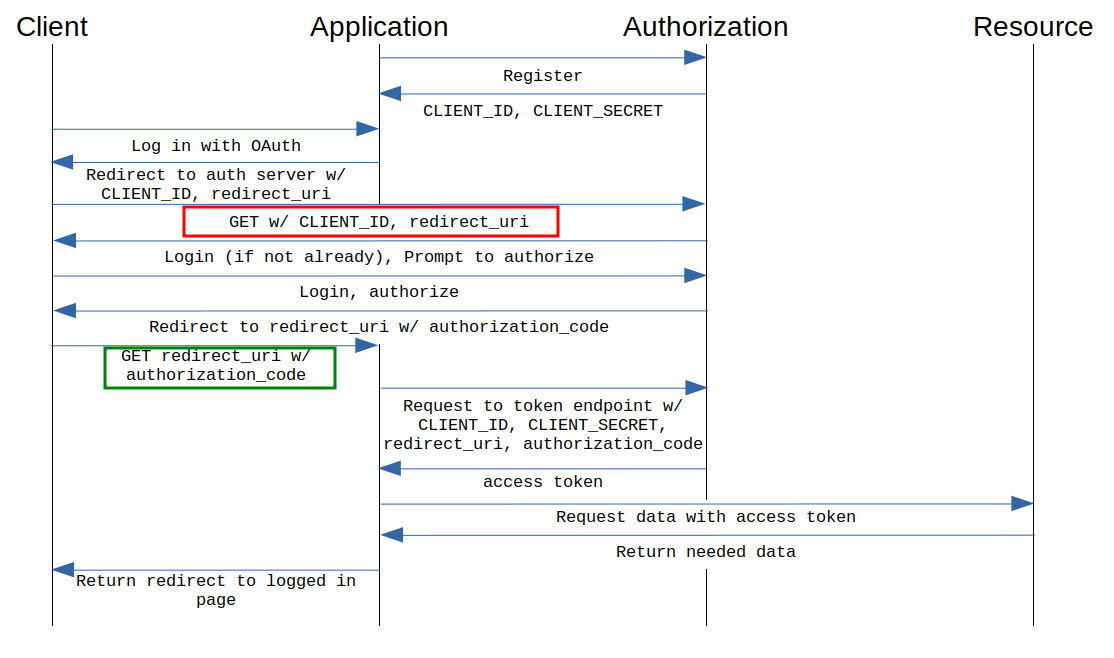 Client
Application
Authorization
Resource
Register
CLIENT_ID, CLIENT_SECRET
Log in with OAuth
Redirect to auth server w/
CLIENT_ID, redirect_uri
GET w/ CLIENT_ID, redirect_uri
Login (if not already), Prompt to authorize
Login, authorize
Redirect to redirect_uri w/ authorization_code
GET redirect_uri w/
authorization_code
Request to token endpoint w/
CLIENT_ID, CLIENT_SECRET,
redirect_uri, authorization_code
access token
Request data with access token
Return needed data
Return redirect to logged in
page